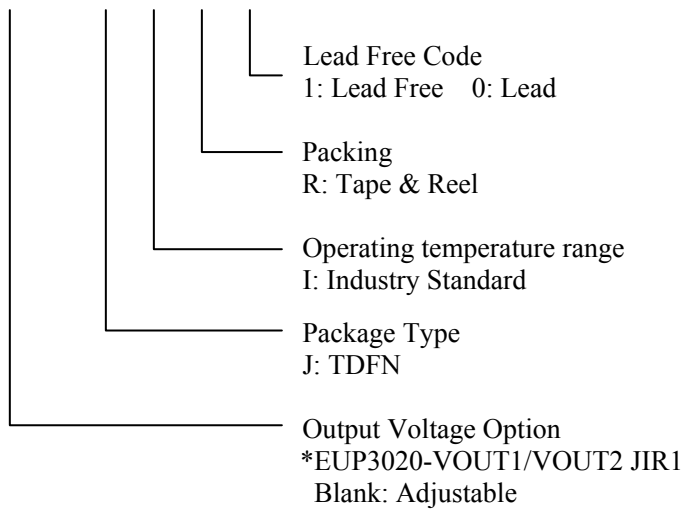 Lead Free Code
1: Lead Free 0: Lead
Packing
R: Tape & Reel
Operating temperature range
I: Industry Standard
Package Type
J: TDFN
Output Voltage Option
*EUP3020-VOUT1/VOUT2 JIR1
Blank: Adjustable